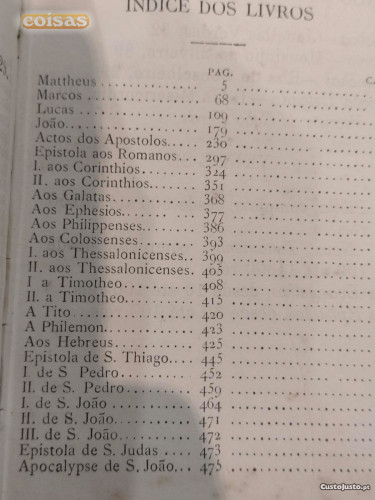 coisas
INDICE DOS LIVROS
PAG.
Mattheus 5
Marcos 68
Lucas 109
João 179
Actos dos Apostolos 230
Epistola aos Romanos 297
I. aos Corinthios 324
II. aos Corinthios 351
Aos Galatas 368
Aos Ephesios 377
Aos Philippenses 386
Aos Colossenses 393
I. aos Thessalonicenses 399
II. aos Thessalonicenses. 405
I a Timotheo 408
II. a Timotheo 415
A Tito 420
A Philemon 423
Aos Hebreus 425
Epistola de S. Thiago 445
I de S. Pedro 452
II. de S. Pedro 459
I. de S. João 464
II. de S. João 471
III. de S. João 472
Epistola de S. Judas 473
Apocalypse de S. João 475
CustoJusto.pt